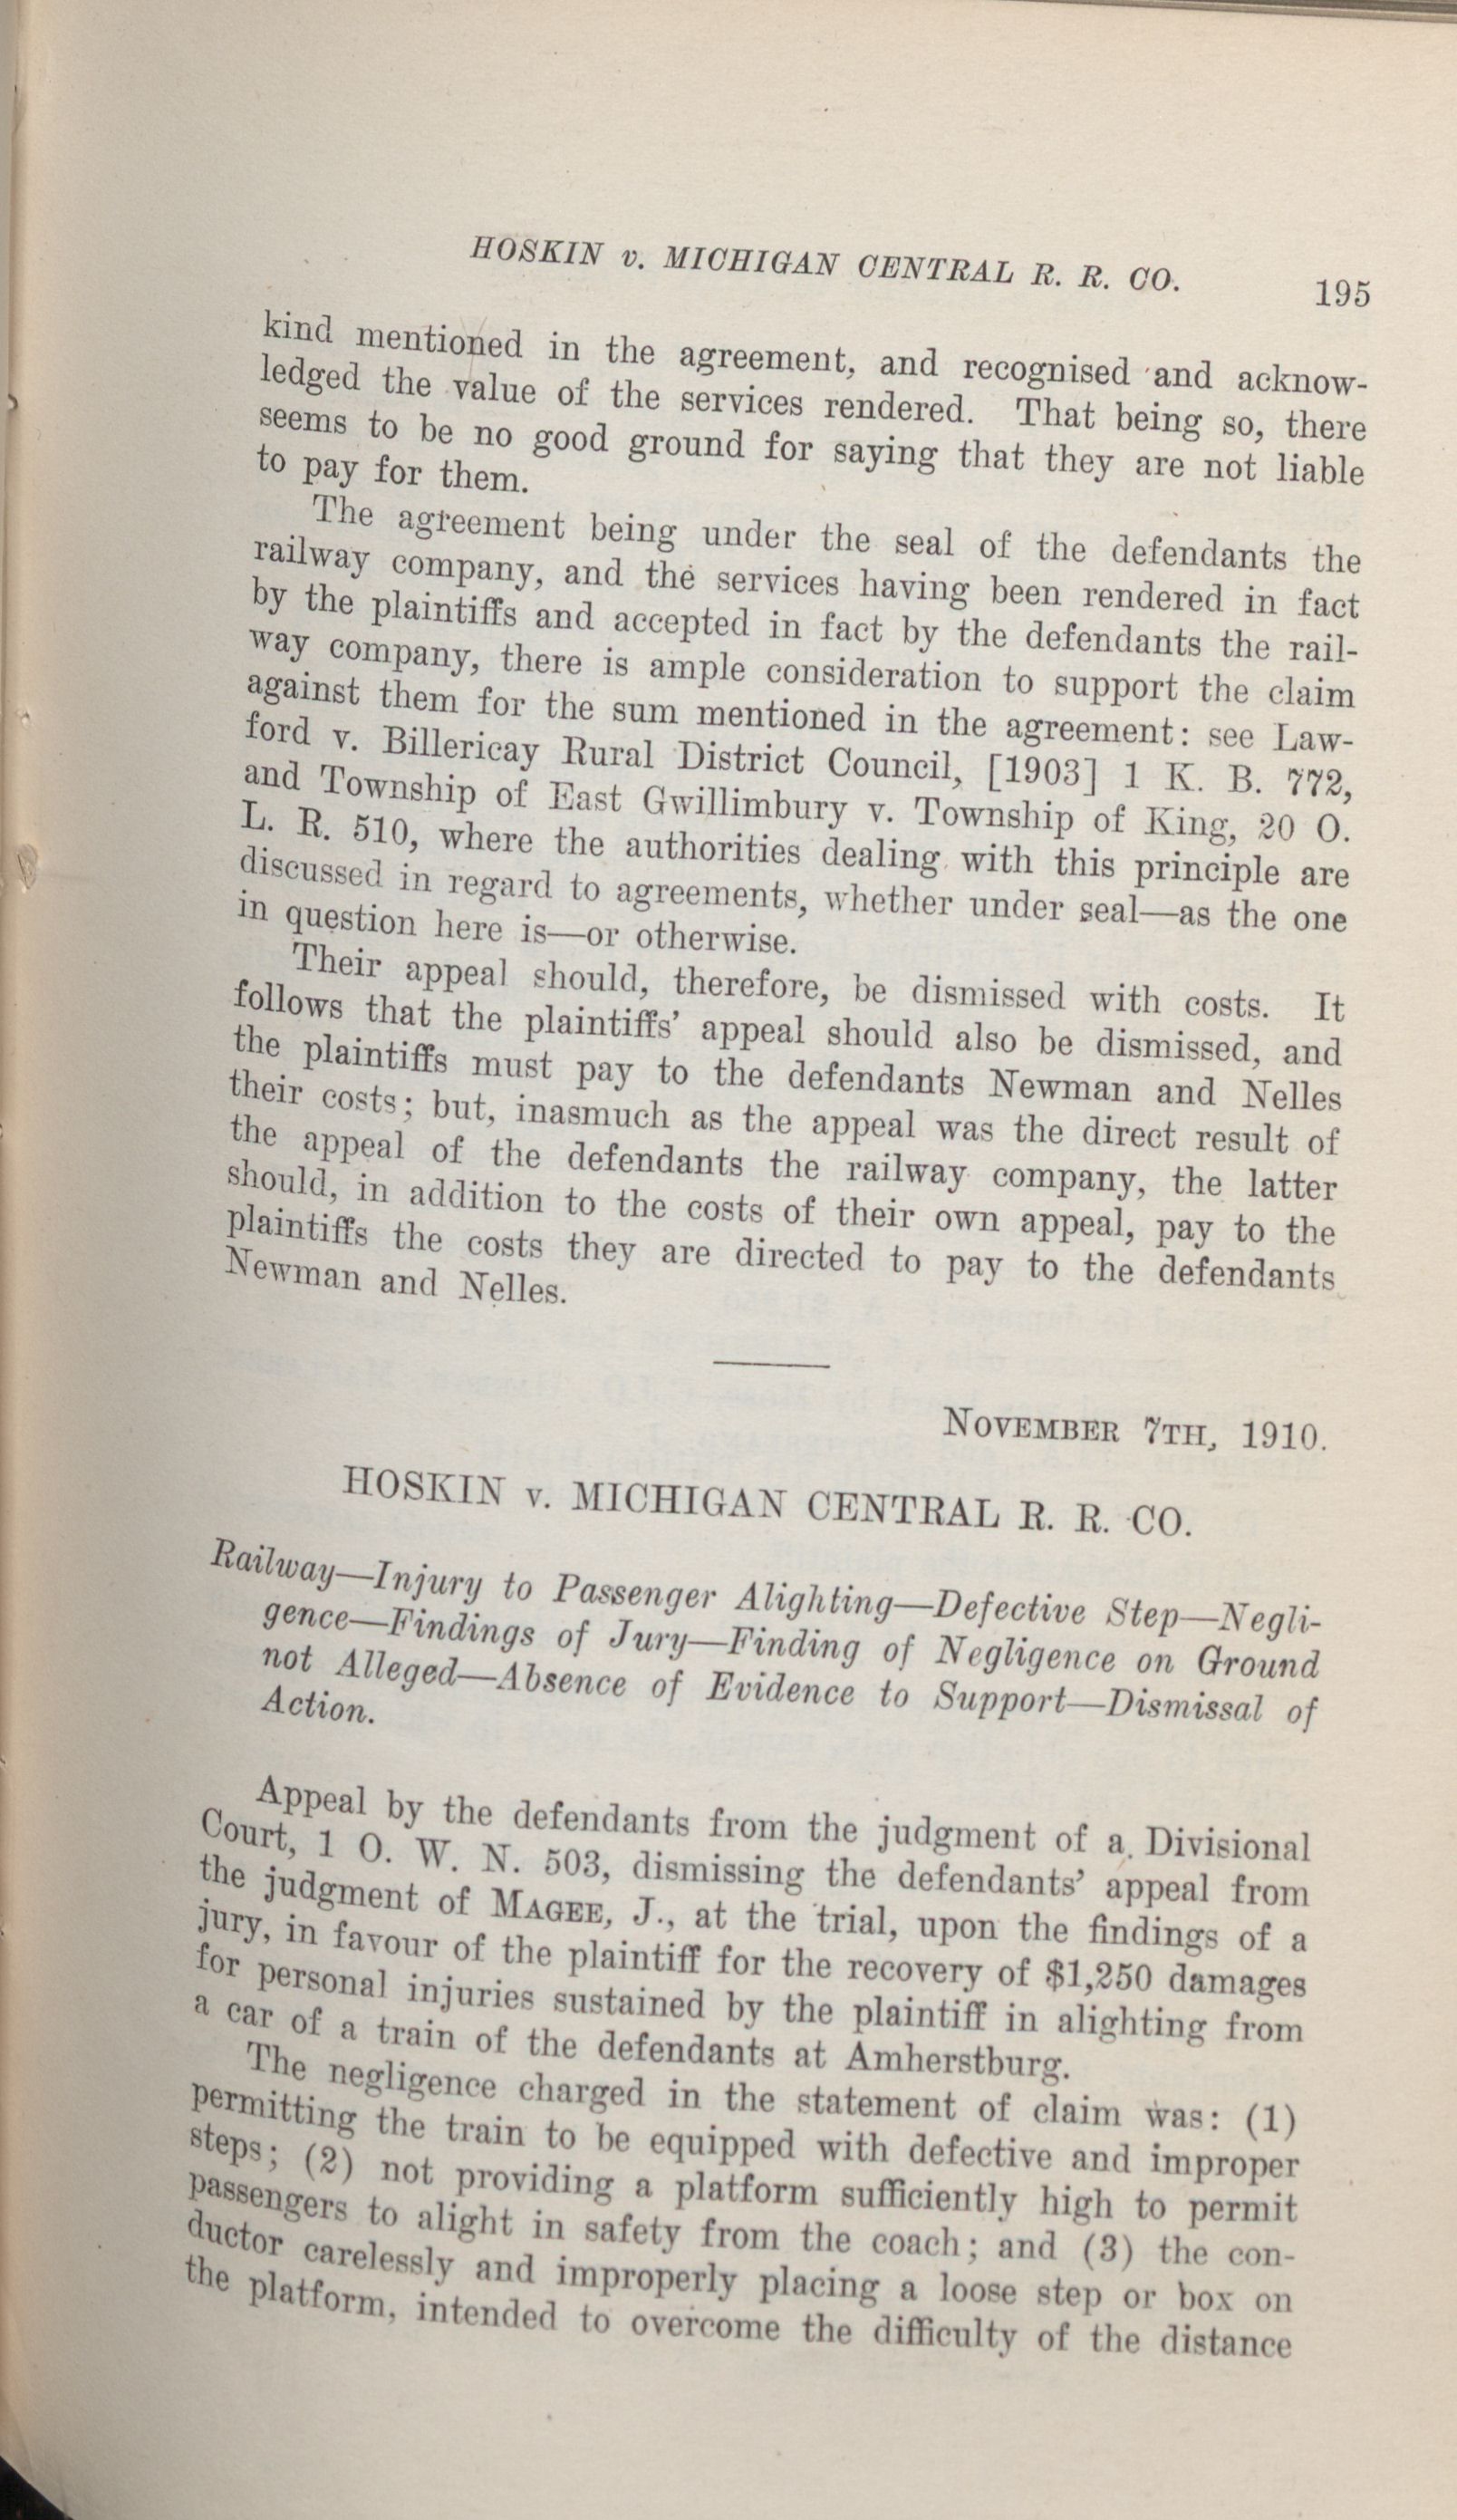 HOSKIN v. MICHIGAN CENTRAL R. R. CO. 195
kind mentioned in the agreement, and recognised and acknow-
ledged the value of the services rendered. That being so, there
seems to be no good ground for saying that they are not liable
to pay for them.
The agreement being under the seal of the defendants the
railway company, and the services having been rendered in fact
by the plaintiffs and accepted in fact by the defendants the rail-
way company, there is ample consideration to support the claim
against them for the sum mentioned in the agreement: see Law-
ford v. Billericay Rural District Council, [1903] 1 K. B. 772,
and Township of East Gwillimbury v. Township of King, 20 O.
L. R. 510, where the authorities dealing with this principle are
discussed in regard to agreements, whether under seal—as the one
in question here is—or otherwise.
Their appeal should, therefore, be dismissed with costs. It
follows that the plaintiffs' appeal should also be dismissed, and
the plaintiffs must pay to the defendants Newman and Nelles
their costs; but, inasmuch as the appeal was the direct result of
the appeal of the defendants the railway company, the latter
should, in addition to the costs of their own appeal, pay to the
plaintiffs the costs they are directed to pay to the defendants
Newman and Nelles.
NOVEMBER 7TH, 1910.
HOSKIN v. MICHIGAN CENTRAL R. R. CO.
Railway—Injury to Passenger Alighting—Defective Step—Negli-
gence—Findings of Jury—Finding of Negligence on Ground
not Alleged—Absence of Evidence to Support—Dismissal of
Action.
Appeal by the defendants from the judgment of a Divisional
Court, 1 O. W. N. 503, dismissing the defendants' appeal from
the judgment of MAGEE, J., at the trial, upon the findings of a
jury, in favour of the plaintiff for the recovery of $1,250 damages
for personal injuries sustained by the plaintiff in alighting from
a car of a train of the defendants at Amherstburg.
The negligence charged in the statement of claim was: (1)
permitting the train to be equipped with defective and improper
steps; (2) not providing a platform sufficiently high to permit
passengers to alight in safety from the coach; and (3) the con-
ductor carelessly and improperly placing a loose step or box on
the platform, intended to overcome the difficulty of the distance